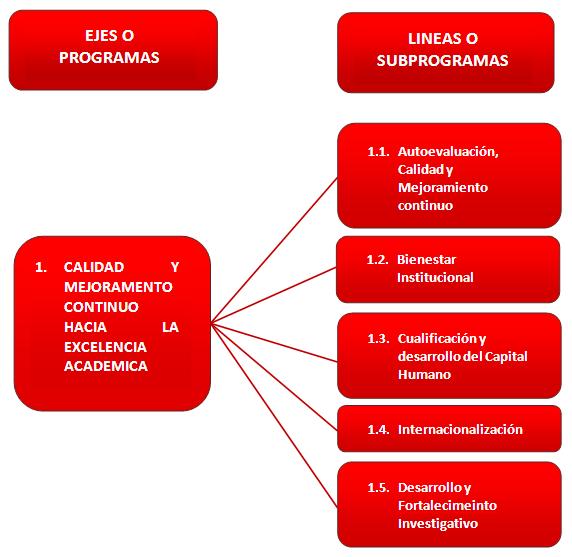 EJES O
PROGRAMAS
LINEAS O
SUBPROGRAMAS
1. CALIDAD Y
MEJORAMENTO
CONTINUO
HACIA LA
EXCELENCIA
ACADEMICA
1.1. Autoevaluación,
Calidad y
Mejoramiento
continuo
1.2. Bienestar
Institucional
1.3. Cualificación y
desarrollo del Capital
Humano
1.4. Internacionalización
1.5. Desarrollo y
Fortalecimeinto
Investigativo